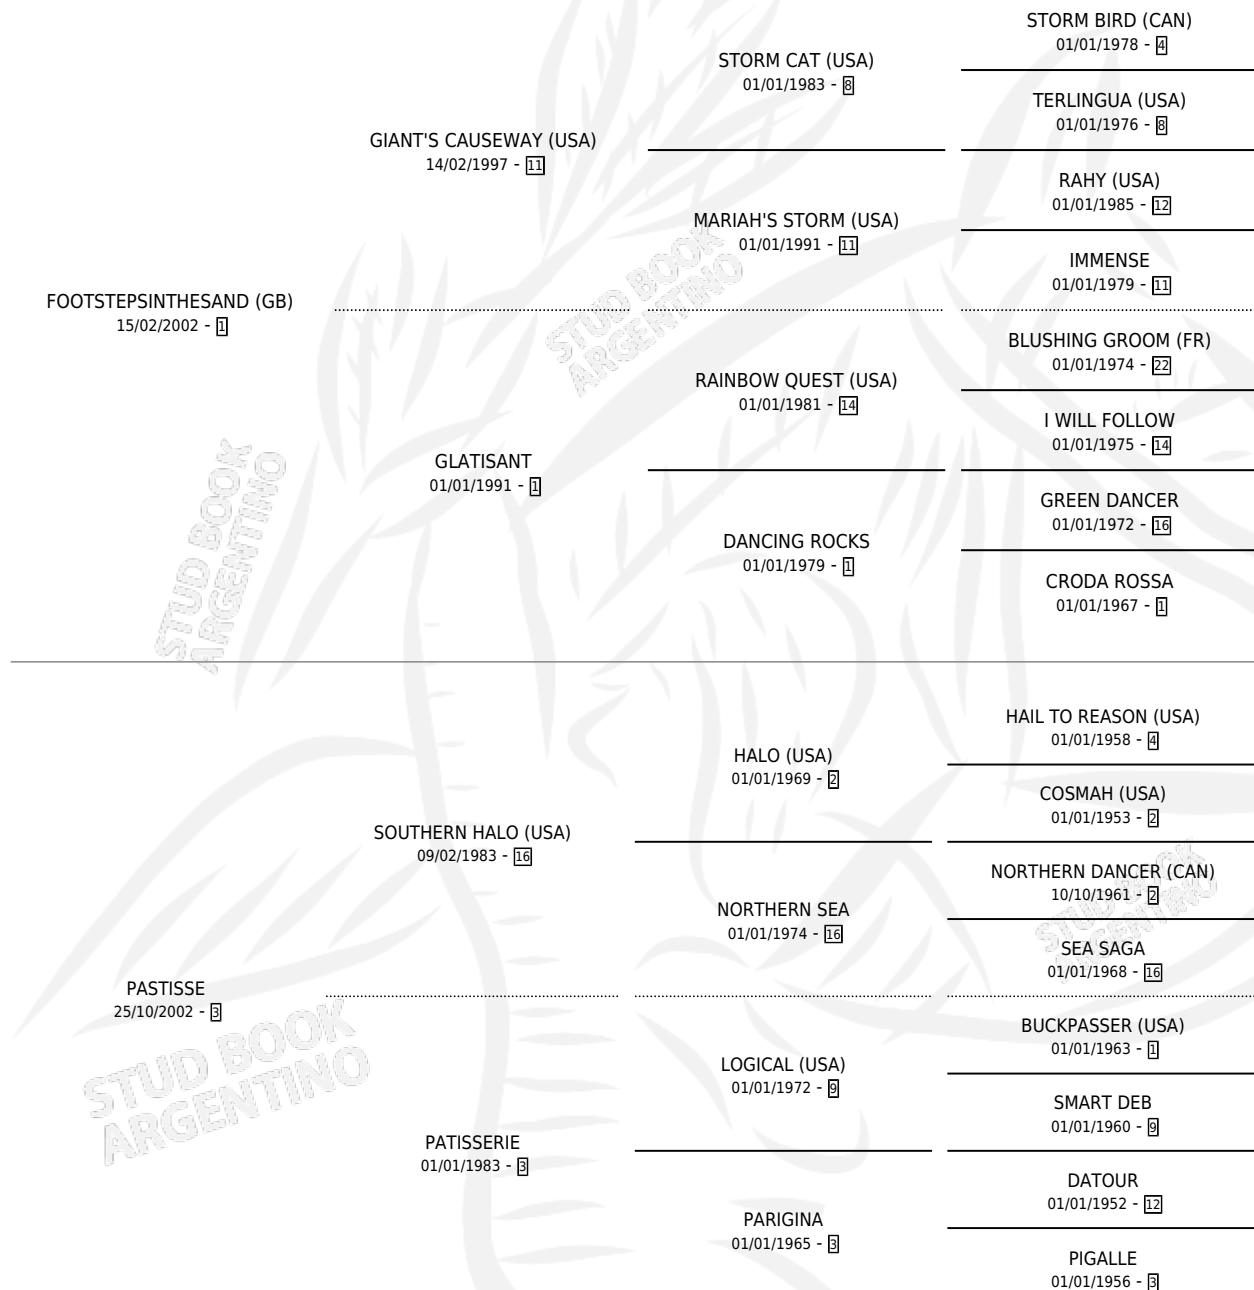 STORM BIRD (CAN)
01/01/1978 - 4
STORM CAT (USA)
01/01/1983 - 8
TERLINGUA (USA)
01/01/1976 - 8
GIANT'S CAUSEWAY (USA)
14/02/1997 - 11
RAHY (USA)
01/01/1985 - 12
MARIAH'S STORM (USA)
01/01/1991 - 11
IMMENSE
01/01/1979 - 11
FOOTSTEPSINTHESAND (GB)
15/02/2002 - 1
BLUSHING GROOM (FR)
01/01/1974 - 22
RAINBOW QUEST (USA)
01/01/1981 - 14
I WILL FOLLOW
01/01/1975 - 14
GLATISANT
01/01/1991 - 1
GREEN DANCER
01/01/1972 - 16
DANCING ROCKS
01/01/1979 - 1
CRODA ROSSA
01/01/1967 - 1
HAIL TO REASON (USA)
01/01/1958 - 4
HALO (USA)
01/01/1969 - 2
COSMAH (USA)
01/01/1953 - 2
SOUTHERN HALO (USA)
09/02/1983 - 16
NORTHERN DANCER (CAN)
10/10/1961 - 2
NORTHERN SEA
01/01/1974 - 16
SEA SAGA
01/01/1968 - 16
PASTISSE
25/10/2002 - 3
BUCKPASSER (USA)
01/01/1963 - 1
LOGICAL (USA)
01/01/1972 - 9
SMART DEB
01/01/1960 - 9
PATISSERIE
01/01/1983 - 3
DATOUR
01/01/1952 - 12
PARIGINA
01/01/1965 - 3
PIGALLE
01/01/1956 - 3
STUD BOOK
ARGENTINO
STUD BOOK
ARGENTINO
STUD BOOK
ARGENTINO
STUD BOOK
ARGENTINO